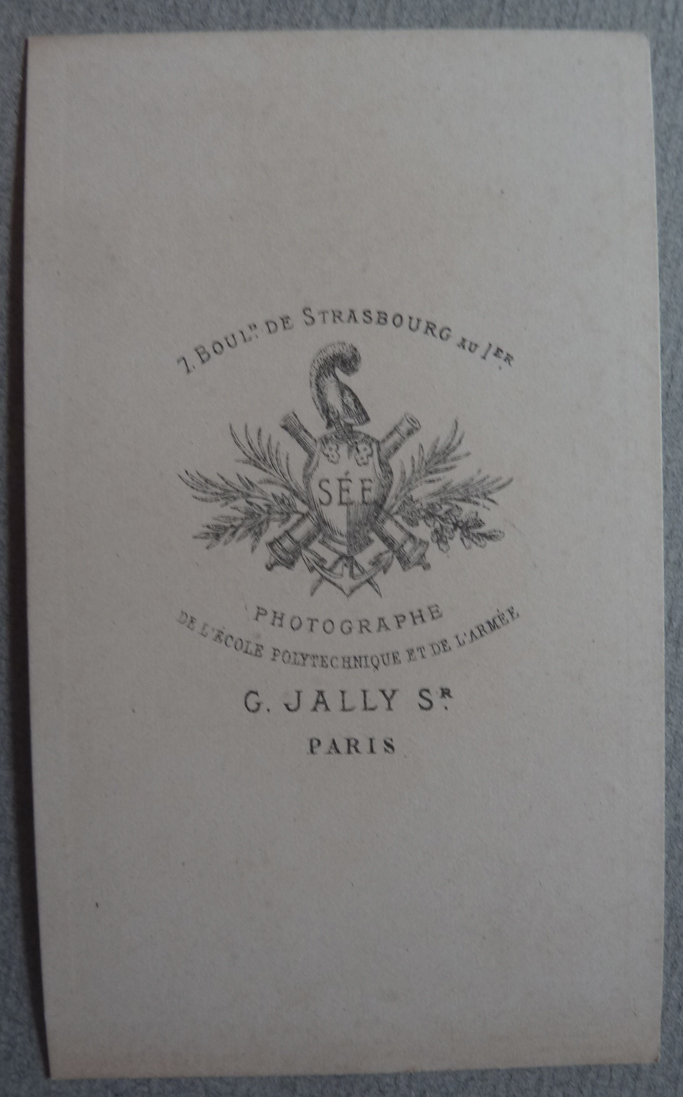 7. BOUL.D DE STRASBOURG AU 1ER
SÉE
PHOTOGRAPHE
DE L'ÉCOLE POLYTECHNIQUE ET DE L'ARMÉE
G. JALLY SR.
PARIS